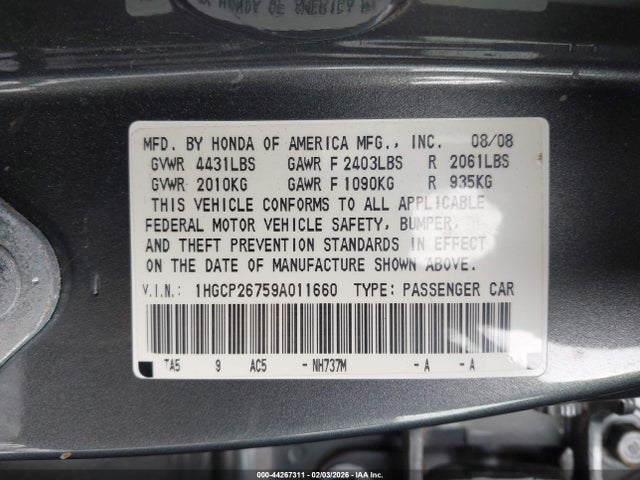 HONDA OF AMERICA M
MFD. BY HONDA OF AMERICA MFG., INC. 08/08
GVWR 4431LBS GAWR F 2403LBS R 2061LBS
GVWR 2010KG GAWR F 1090KG R 935KG
THIS VEHICLE CONFORMS TO ALL APPLICABLE
FEDERAL MOTOR VEHICLE SAFETY, BUMPER,
AND THEFT PREVENTION STANDARDS IN EFFECT
ON THE DATE OF MANUFACTURE SHOWN ABOVE.
V.I.N.: 1HGCP26759A011660 TYPE: PASSENGER CAR
TA5 9 AC5 - NH737M - A - A
000-44267311 | 02/03/2026 - IAA Inc.